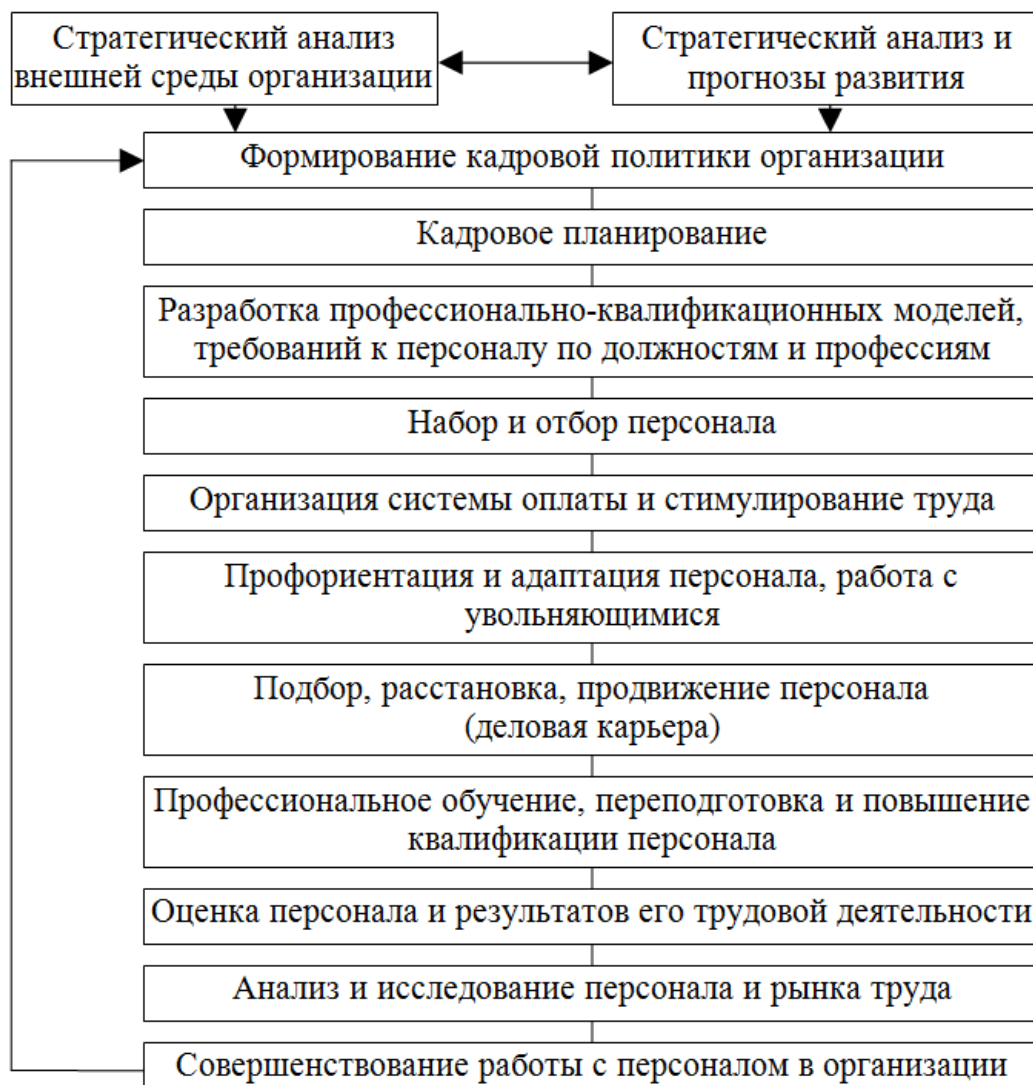 Стратегический анализ
внешней среды организации
Стратегический анализ и
прогнозы развития
Формирование кадровой политики организации
Кадровое планирование
Разработка профессионально-квалификационных моделей,
требований к персоналу по должностям и профессиям
Набор и отбор персонала
Организация системы оплаты и стимулирование труда
Профориентация и адаптация персонала, работа с
увольняющимися
Подбор, расстановка, продвижение персонала
(деловая карьера)
Профессиональное обучение, переподготовка и повышение
квалификации персонала
Оценка персонала и результатов его трудовой деятельности
Анализ и исследование персонала и рынка труда
Совершенствование работы с персоналом в организации